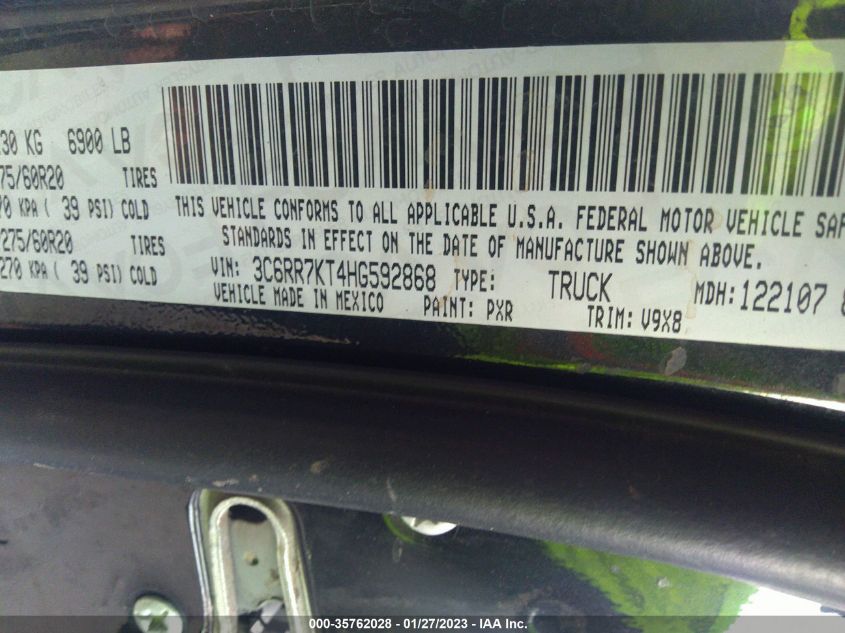 30 KG 6900 LB
75/60R20 TIRES
70 KPA ( 39 PSI) COLD
275/60R20 TIRES
270 KPA ( 39 PSI) COLD
THIS VEHICLE CONFORMS TO ALL APPLICABLE U.S.A. FEDERAL MOTOR VEHICLE SAF
STANDARDS IN EFFECT ON THE DATE OF MANUFACTURE SHOWN ABOVE.
VIN: 3C6RR7KT4HG592868 TYPE: TRUCK MDH:122107 8
VEHICLE MADE IN MEXICO PAINT: PXR TRIM: V9X8
000-35762028 - 01/27/2023 - IAA Inc.